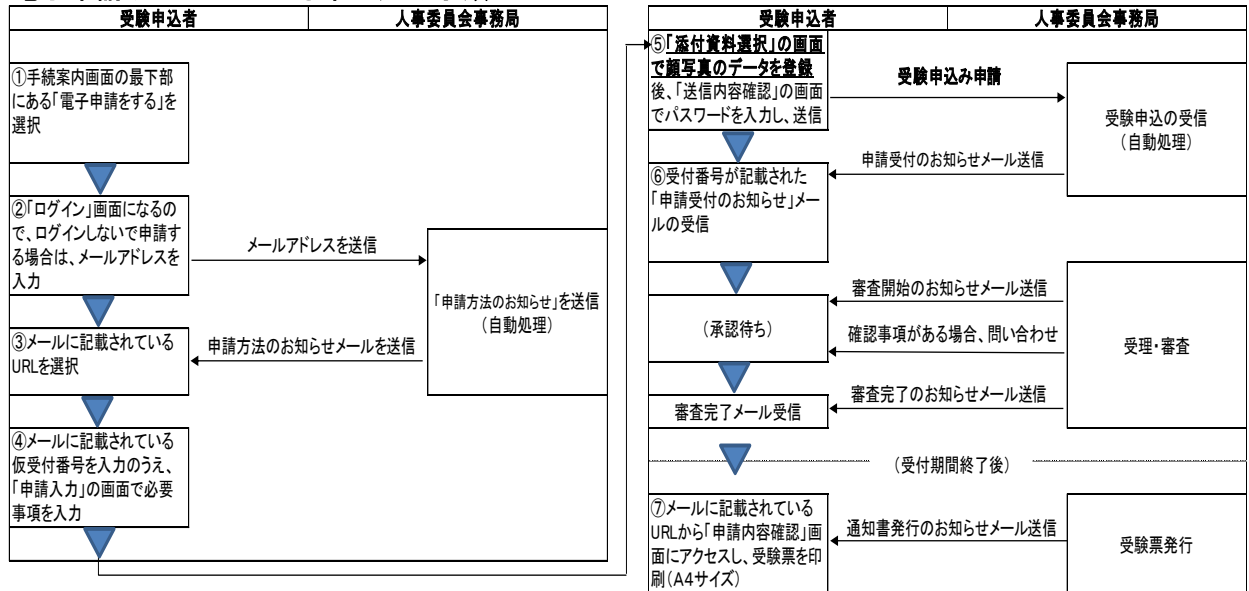 受験申込者
人事委員会事務局
①手続案内画面の最下部
にある「電子申請をする」を
選択
②「ログイン」画面になるの
で、ログインしないで申請す
る場合は、メールアドレスを
入力
メールアドレスを送信
「申請方法のお知らせ」を送信
（自動処理）
③メールに記載されている
URLを選択
申請方法のお知らせメールを送信
④メールに記載されている
仮受付番号を入力のうえ、
「申請入力」の画面で必要
事項を入力
受験申込者
人事委員会事務局
⑤「添付資料選択」の画面
で顔写真のデータを登録
後、「送信内容確認」の画面
でパスワードを入力し、送信
受験申込み申請
受験申込の受信
（自動処理）
申請受付のお知らせメール送信
⑥受付番号が記載された
「申請受付のお知らせ」メー
ルの受信
審査開始のお知らせメール送信
（承認待ち）
確認事項がある場合、問い合わせ
受理・審査
審査完了のお知らせメール送信
審査完了メール受信
（受付期間終了後）
⑦メールに記載されている
URLから「申請内容確認」画
面にアクセスし、受験票を印
刷（A4サイズ）
通知書発行のお知らせメール送信
受験票発行